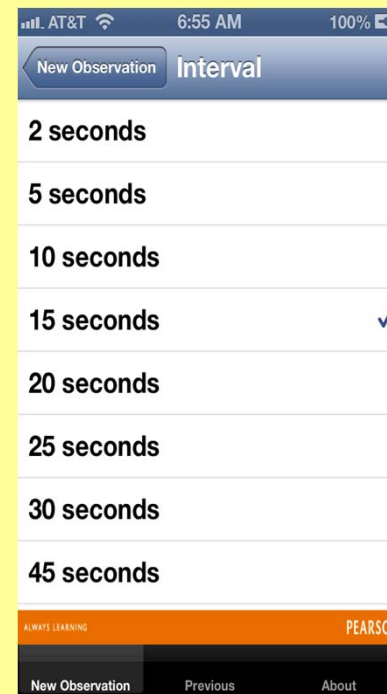 AT&T 6:55 AM 100%
New Observation Interval
2 seconds
5 seconds
10 seconds
15 seconds
20 seconds
25 seconds
30 seconds
45 seconds
ALWAYS LEARNING PEARSO
New Observation Previous About